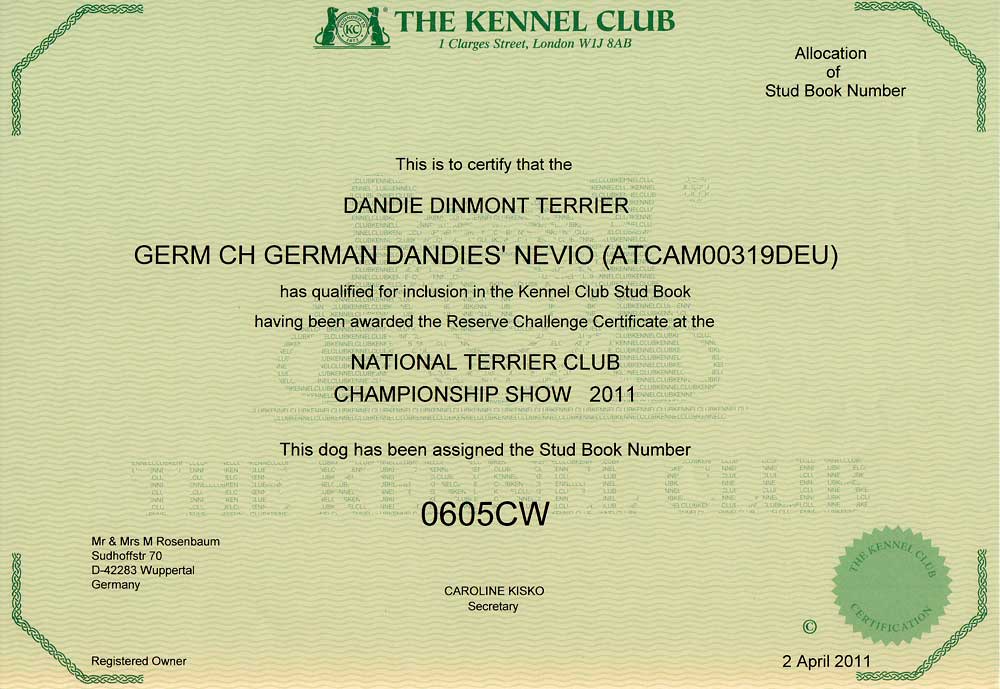 THE KENNEL CLUB
KC
1 Clarges Street, London W1J 8AB
Allocation
of
Stud Book Number
This is to certify that the
DANDIE DINMONT TERRIER
GERM CH GERMAN DANDIES' NEVIO (ATCAM00319DEU)
has qualified for inclusion in the Kennel Club Stud Book
having been awarded the Reserve Challenge Certificate at the
NATIONAL TERRIER CLUB
CHAMPIONSHIP SHOW 2011
This dog has been assigned the Stud Book Number
THE KENNEL CLUB
0605CW
Mr & Mrs M Rosenbaum
Sudhoffstr 70
D-42283 Wuppertal
Germany
CAROLINE KISKO
Secretary
THE KENNEL CLUB
CERTIFICATION
©
Registered Owner
2 April 2011